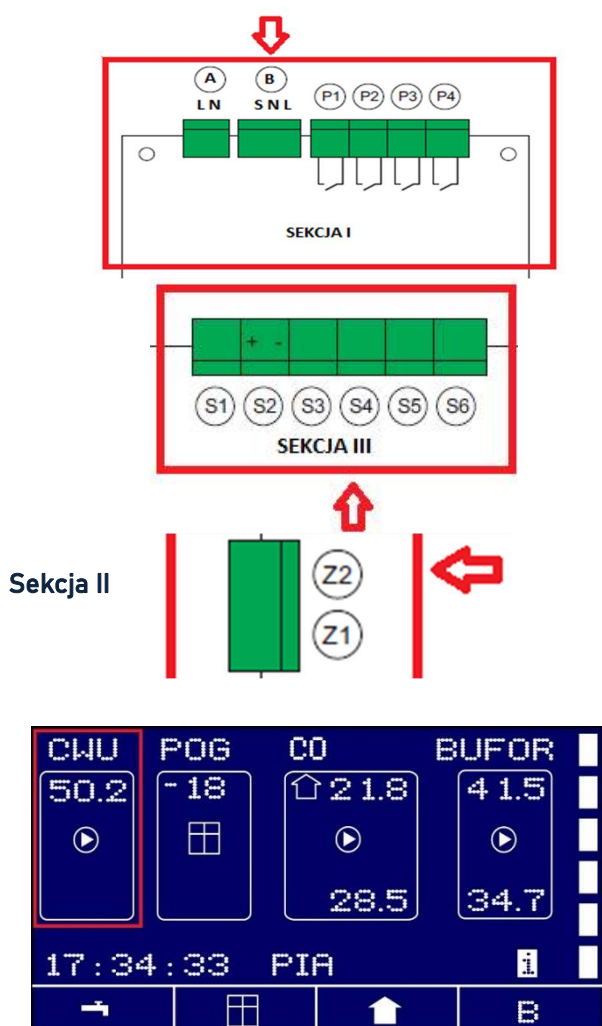 A B P1 P2 P3 P4
L N S N L
SEKCJA I
+ -
S1 S2 S3 S4 S5 S6
SEKCJA III
Sekcja II
Z2
Z1
CWU POG CO BUFOR
50.2 -18 21.8 41.5
28.5 34.7
17:34:33 PIA i
B